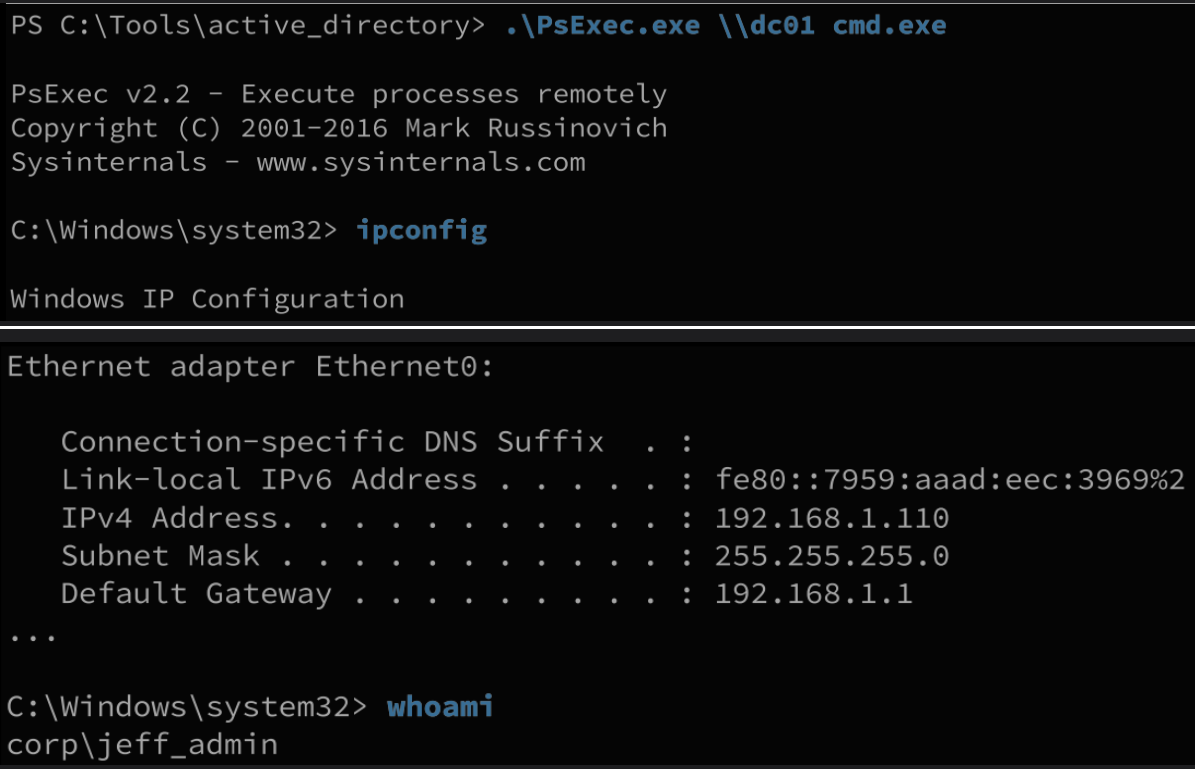 PS C:\Tools\active_directory> .\PsExec.exe \\dc01 cmd.exe
PsExec v2.2 - Execute processes remotely
Copyright (C) 2001-2016 Mark Russinovich
Sysinternals - www.sysinternals.com
C:\Windows\system32> ipconfig
Windows IP Configuration
Ethernet adapter Ethernet0:
Connection-specific DNS Suffix . :
Link-local IPv6 Address . . . . . : fe80::7959:aaad:eec:3969%2
IPv4 Address. . . . . . . . . . . : 192.168.1.110
Subnet Mask . . . . . . . . . . . : 255.255.255.0
Default Gateway . . . . . . . . . : 192.168.1.1
...
C:\Windows\system32> whoami
corp\jeff_admin